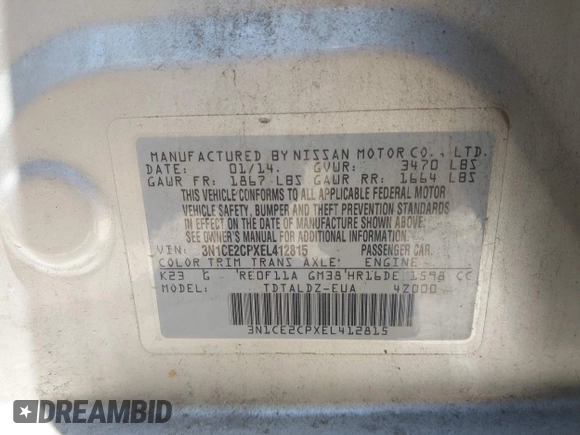 MANUFACTURED BY NISSAN MOTOR CO., LTD.
DATE: 01/14. GVWR: 3470 LBS
GAWR FR: 1867 LBS GAWR RR: 1664 LBS
THIS VEHICLE CONFORMS TO ALL APPLICABLE FEDERAL MOTOR
VEHICLE SAFETY, BUMPER AND THEFT PREVENTION STANDARDS
IN EFFECT ON THE DATE OF MANUFACTURE SHOWN ABOVE.
SEE OWNER'S MANUAL FOR ADDITIONAL INFORMATION.
VIN: 3N1CE2CPXEL412815 PASSENGER CAR.
COLOR TRIM TRANS AXLE: ENGINE
K23 G RE0F11A GM38 HR16DE 1598 CC
MODEL: TDTALDZ-EUA 4Z000
3N1CE2CPXEL412815
DREAMBID